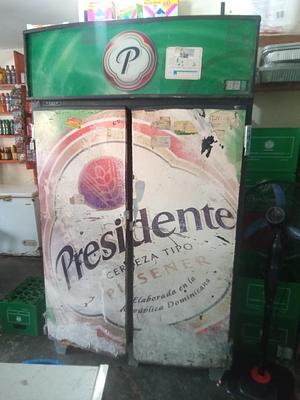 P
Presidente
CERVEZA TIPO
PILSENER
Elaborada en la
República Dominicana